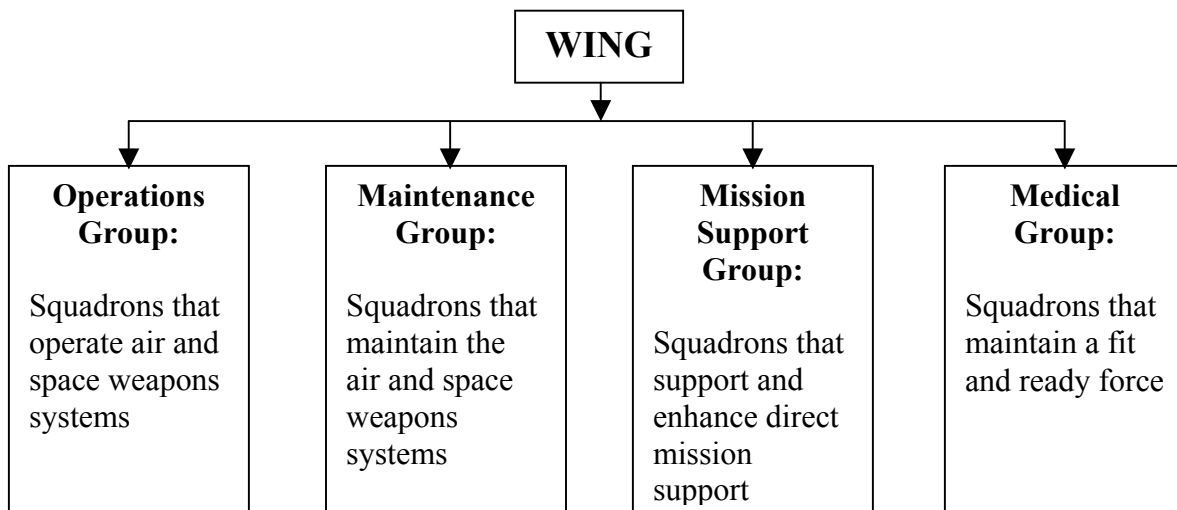 WING
Operations
Group:
Squadrons that
operate air and
space weapons
systems
Maintenance
Group:
Squadrons that
maintain the
air and space
weapons
systems
Mission
Support
Group:
Squadrons that
support and
enhance direct
mission
support
Medical
Group:
Squadrons that
maintain a fit
and ready force